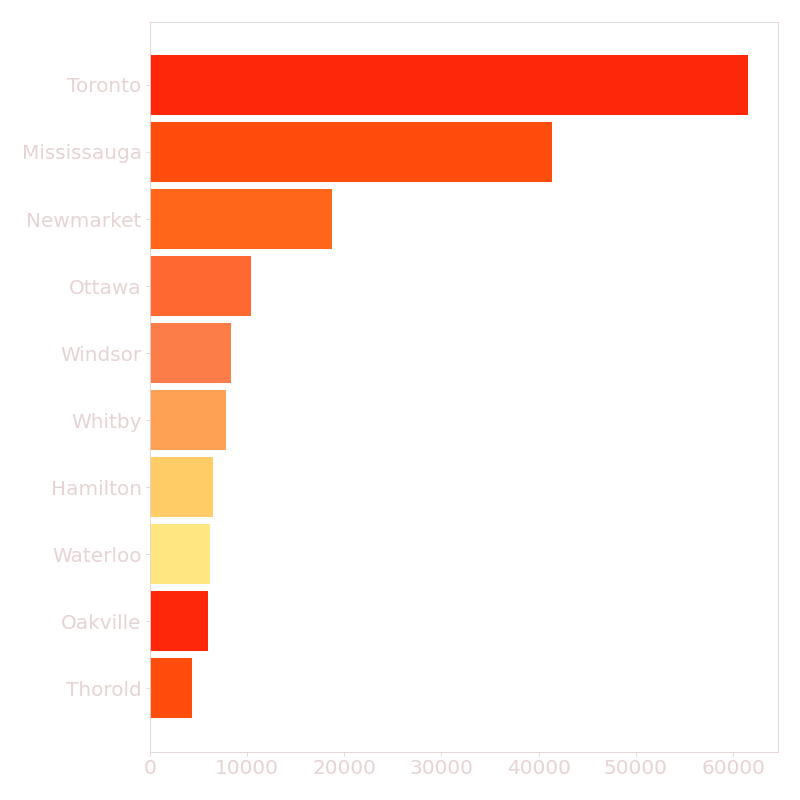 Toronto
Mississauga
Newmarket
Ottawa
Windsor
Whitby
Hamilton
Waterloo
Oakville
Thorold
0 10000 20000 30000 40000 50000 60000